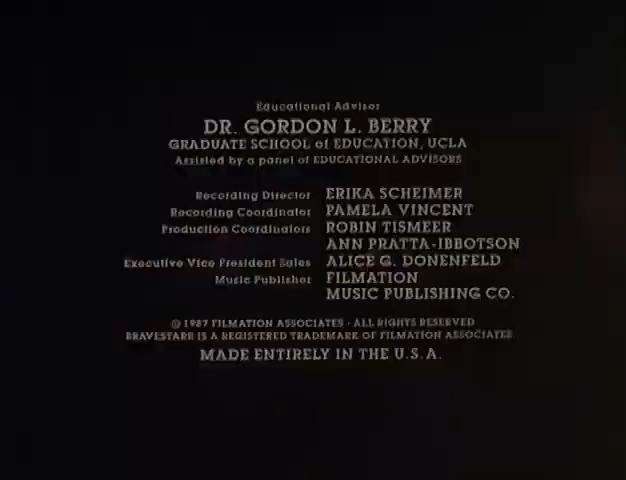 Educational Advisor
DR. GORDON L. BERRY
GRADUATE SCHOOL of EDUCATION, UCLA
Assisted by a panel of EDUCATIONAL ADVISORS
Recording Director ERIKA SCHEIMER
Recording Coordinator PAMELA VINCENT
Production Coordinators ROBIN TISMEER
ANN PRATTA-IBBOTSON
Executive Vice President Sales ALICE G. DONENFELD
Music Publisher FILMATION
MUSIC PUBLISHING CO.
© 1987 FILMATION ASSOCIATES · ALL RIGHTS RESERVED
BRAVESTARR IS A REGISTERED TRADEMARK OF FILMATION ASSOCIATES
MADE ENTIRELY IN THE U.S.A.